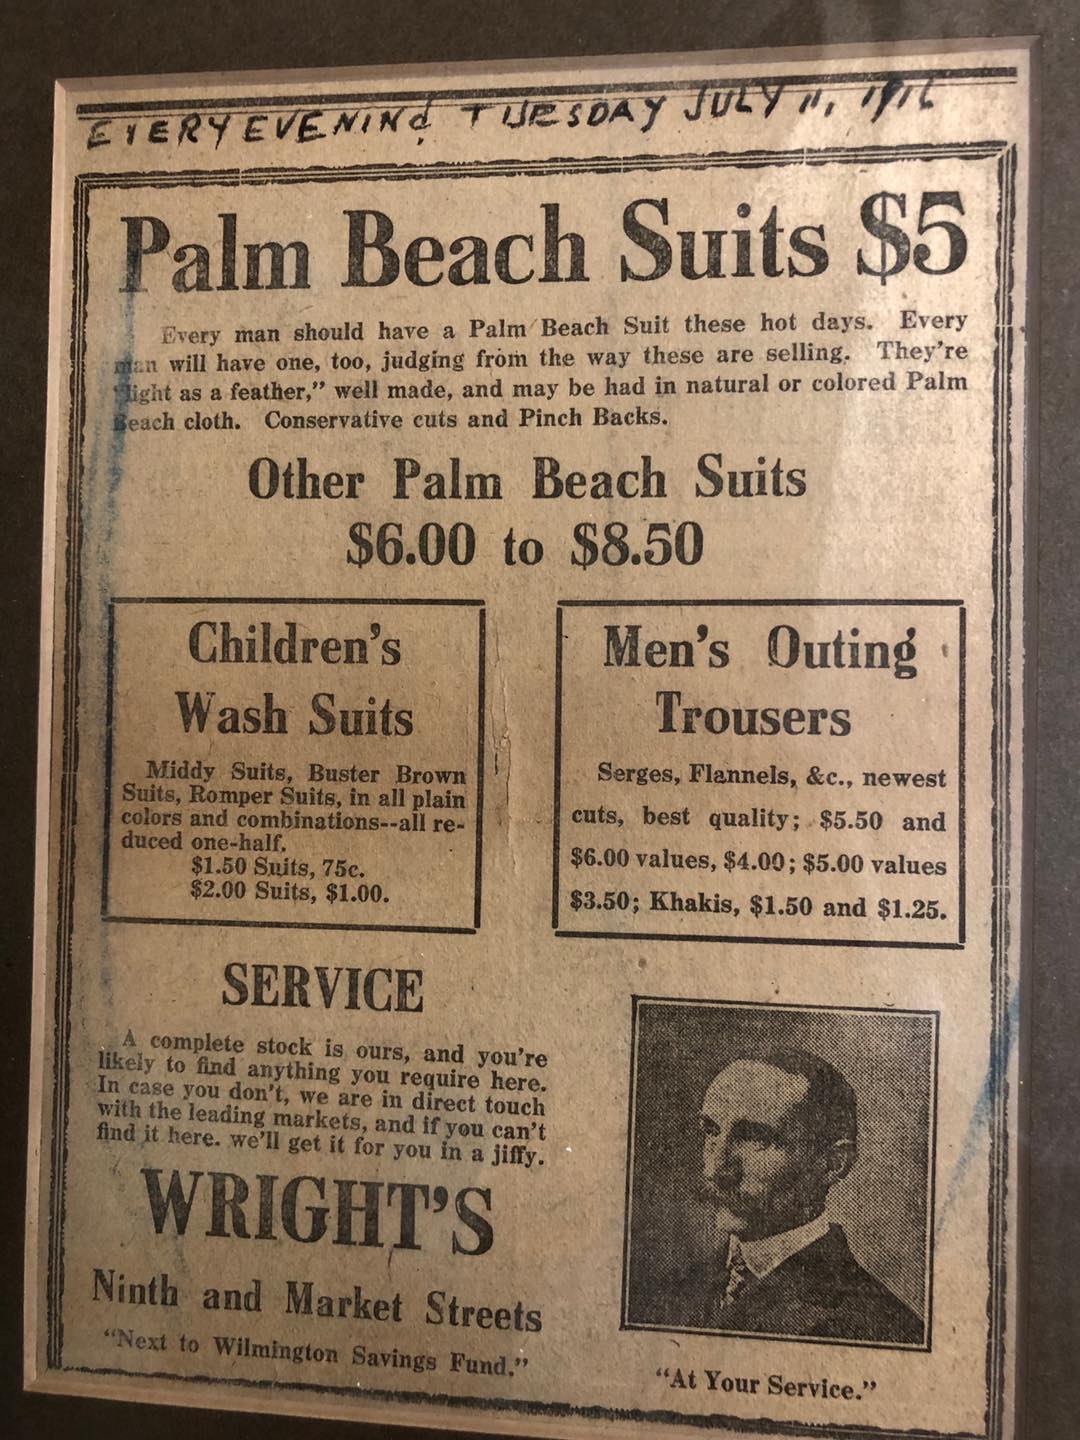 EVERY EVENING, TUESDAY JULY 11, 1916
Palm Beach Suits $5
Every man should have a Palm Beach Suit these hot days. Every
man will have one, too, judging from the way these are selling. They're
"light as a feather," well made, and may be had in natural or colored Palm
Beach cloth. Conservative cuts and Pinch Backs.
Other Palm Beach Suits
$6.00 to $8.50
Children's
Wash Suits
Middy Suits, Buster Brown
Suits, Romper Suits, in all plain
colors and combinations--all re-
duced one-half.
$1.50 Suits, 75c.
$2.00 Suits, $1.00.
Men's Outing
Trousers
Serges, Flannels, &c., newest
cuts, best quality; $5.50 and
$6.00 values, $4.00; $5.00 values
$3.50; Khakis, $1.50 and $1.25.
SERVICE
A complete stock is ours, and you're
likely to find anything you require here.
In case you don't, we are in direct touch
with the leading markets, and if you can't
find it here. we'll get it for you in a jiffy.
WRIGHT'S
Ninth and Market Streets
"Next to Wilmington Savings Fund."
"At Your Service."